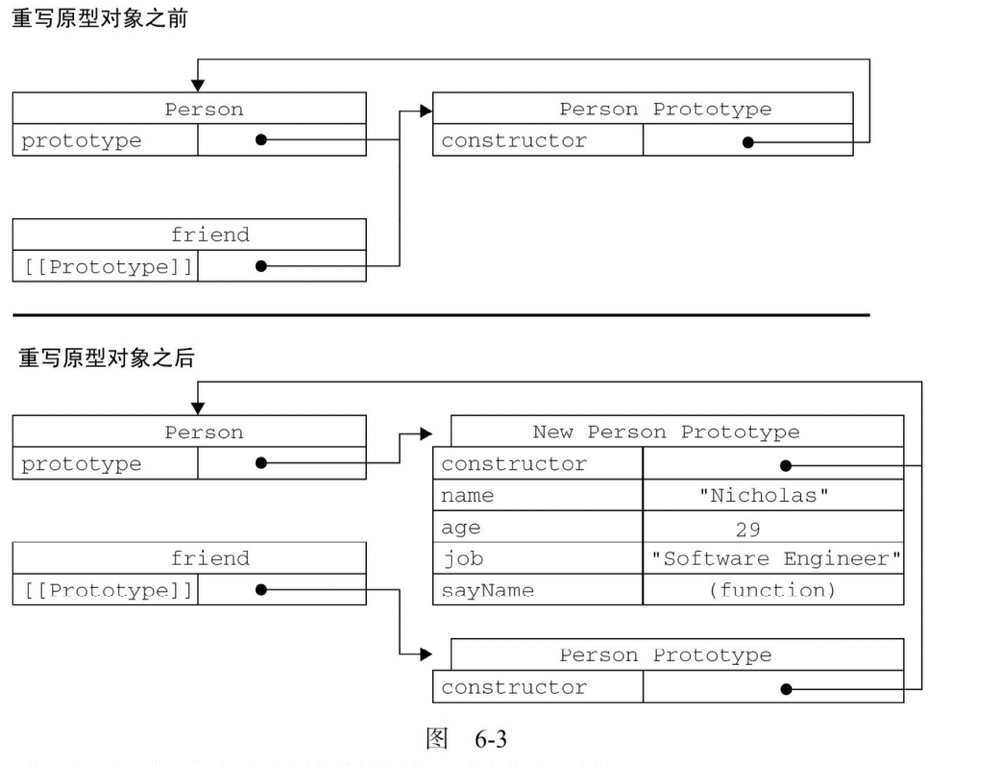 重写原型对象之前
Person
prototype
Person Prototype
constructor
friend
[[Prototype]]
重写原型对象之后
Person
prototype
New Person Prototype
constructor
name "Nicholas"
age 29
job "Software Engineer"
sayName (function)
friend
[[Prototype]]
Person Prototype
constructor
图 6-3